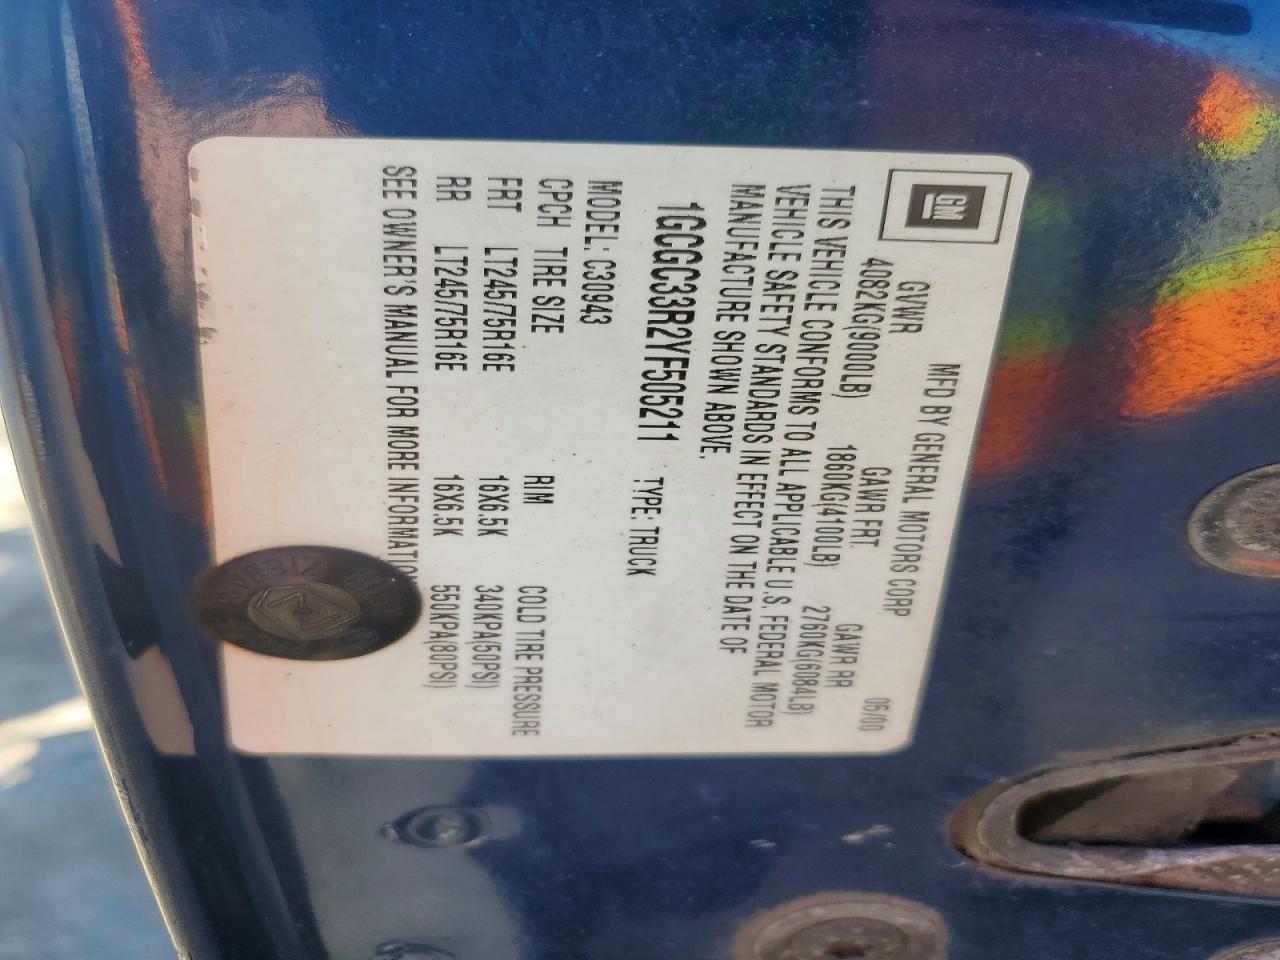 GM
MFD BY GENERAL MOTORS CORP 05/00
GVWR GAWR FRT GAWR RR
4082KG(9000LB) 1860KG(4100LB) 2760KG(6084LB)
THIS VEHICLE CONFORMS TO ALL APPLICABLE U.S. FEDERAL MOTOR
VEHICLE SAFETY STANDARDS IN EFFECT ON THE DATE OF
MANUFACTURE SHOWN ABOVE.
1GCGC33R2YF505211 TYPE: TRUCK
MODEL: C30943
CPCH TIRE SIZE RIM COLD TIRE PRESSURE
FRT LT245/75R16E 16X6.5K 340KPA(50PSI)
RR LT245/75R16E 16X6.5K 550KPA(80PSI)
SEE OWNER'S MANUAL FOR MORE INFORMATION